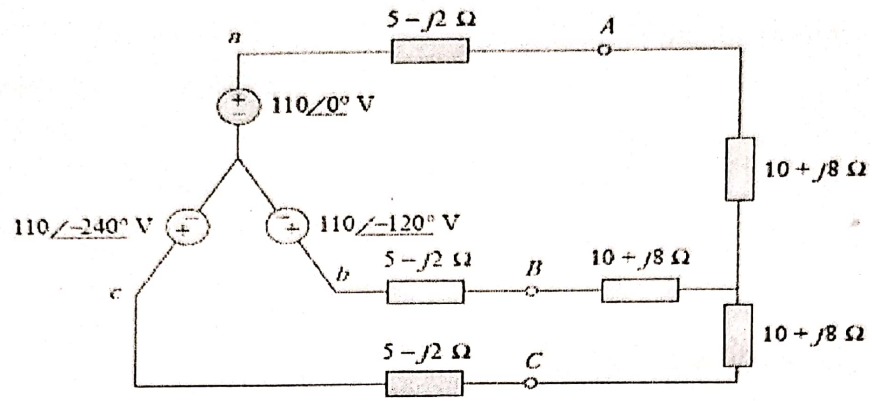 5 – j2 Ω
a
A
110/0° V
10 + j8 Ω
110/–240° V
110/–120° V
5 – j2 Ω
B
10 + j8 Ω
b
c
10 + j8 Ω
5 – j2 Ω
C